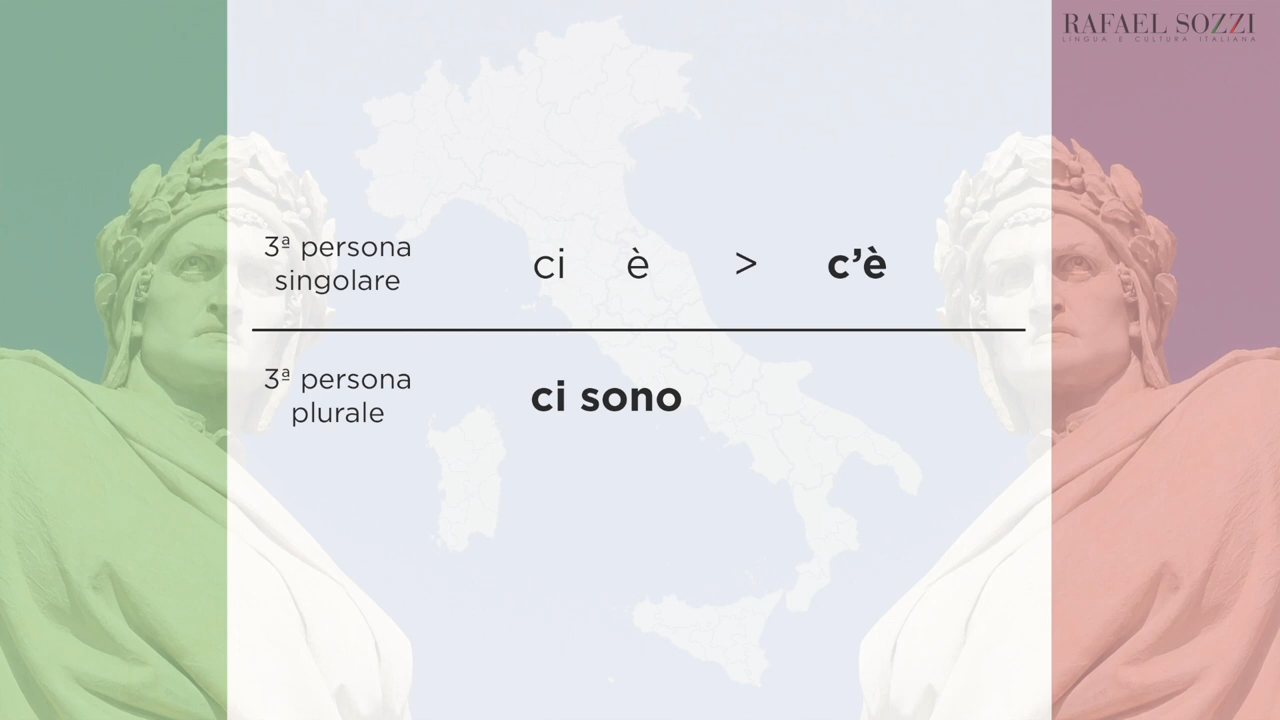 RAFAEL SOZZI
LINGUA E CULTURA ITALIANA
3ª persona
singolare
ci è > c’è
3ª persona
plurale
ci sono